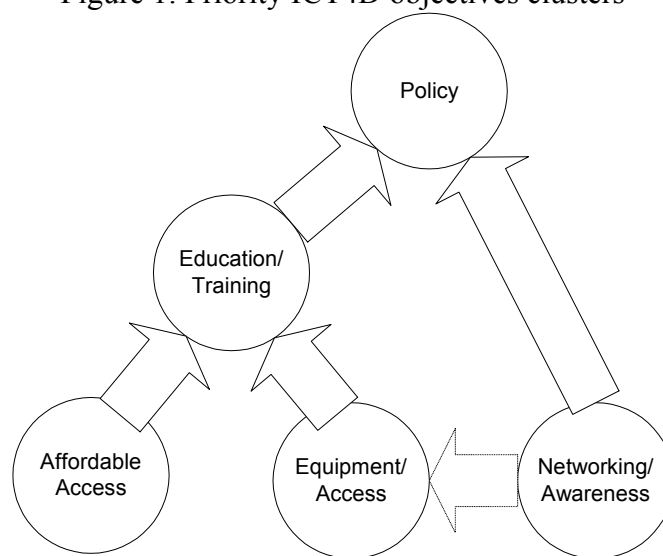 Figure 1. Priority ICT4D objectives clusters
Policy
Education/
Training
Affordable
Access
Equipment/
Access
Networking/
Awareness